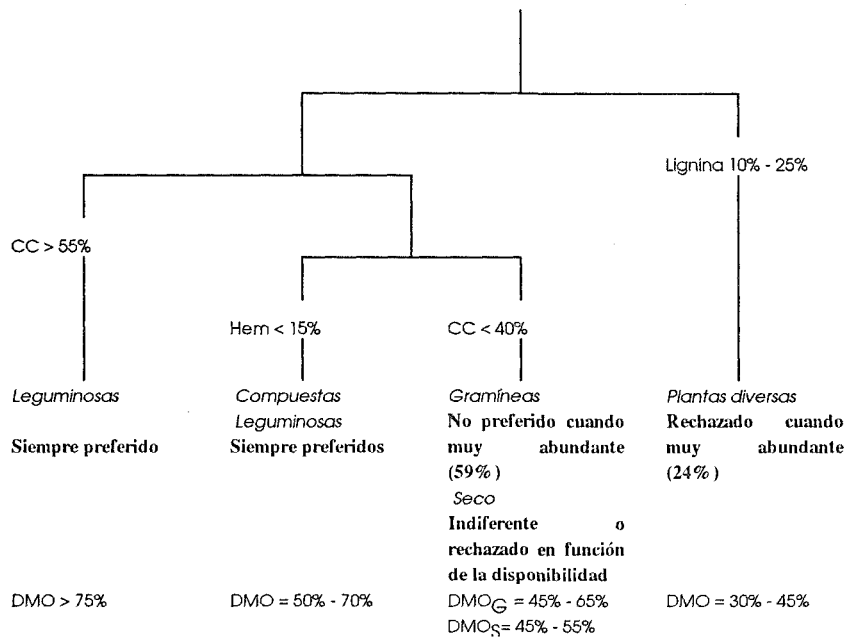 Lignina 10% - 25%
CC > 55%
Hem < 15%
CC < 40%
Leguminosas
Siempre preferido
DMO > 75%
Compuestas
Leguminosas
Siempre preferidos
DMO = 50% - 70%
Gramíneas
No preferido cuando
muy abundante
(59%)
Seco
Indiferente o
rechazado en función
de la disponibilidad
DMOG = 45% - 65%
DMOS= 45% - 55%
Plantas diversas
Rechazado cuando
muy abundante
(24%)
DMO = 30% - 45%